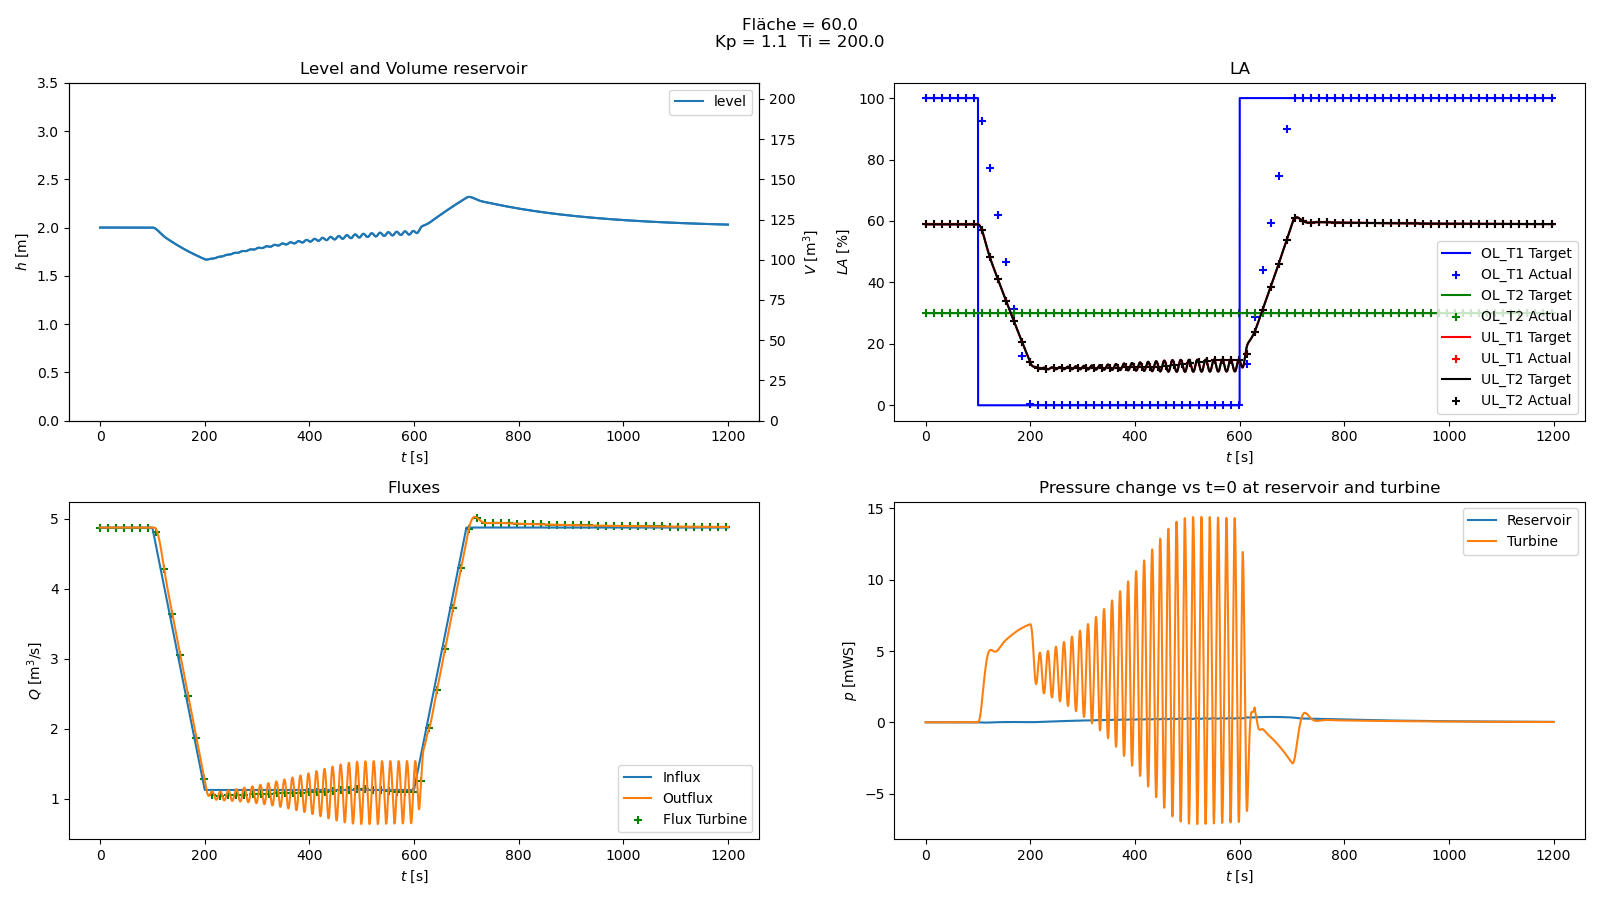 Fläche = 60.0
Kp = 1.1  Ti = 200.0
Level and Volume reservoir
3.5
3.0
2.5
2.0
1.5
1.0
0.5
0.0
h [m]
level
200
175
150
125
100
75
50
25
0
V [m³]
0 200 400 600 800 1000 1200
t [s]
LA
100
80
60
40
20
0
LA [%]
OL_T1 Target
OL_T1 Actual
OL_T2 Target
OL_T2 Actual
UL_T1 Target
UL_T1 Actual
UL_T2 Target
UL_T2 Actual
0 200 400 600 800 1000 1200
t [s]
Fluxes
5
4
3
2
1
Q [m³/s]
Influx
Outflux
Flux Turbine
0 200 400 600 800 1000 1200
t [s]
Pressure change vs t=0 at reservoir and turbine
15
10
5
0
−5
p [mWS]
Reservoir
Turbine
0 200 400 600 800 1000 1200
t [s]